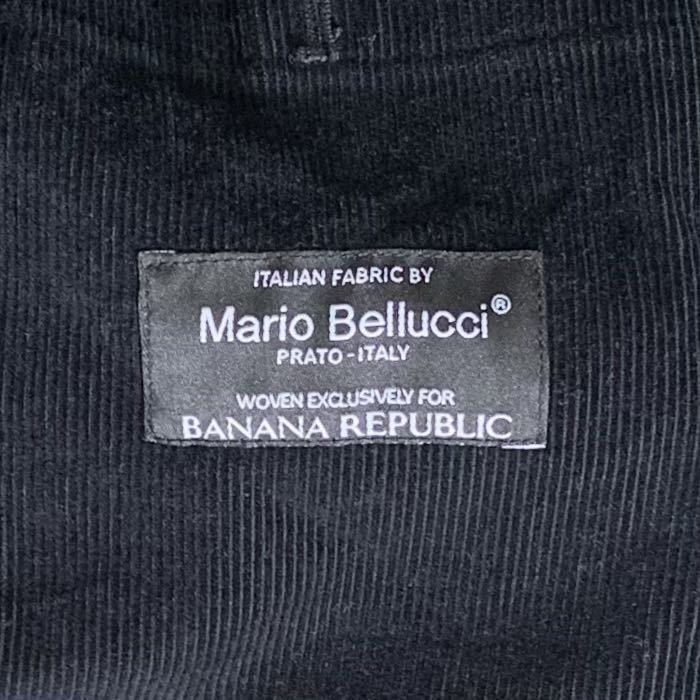 ITALIAN FABRIC BY
Mario Bellucci®
PRATO-ITALY
WOVEN EXCLUSIVELY FOR
BANANA REPUBLIC